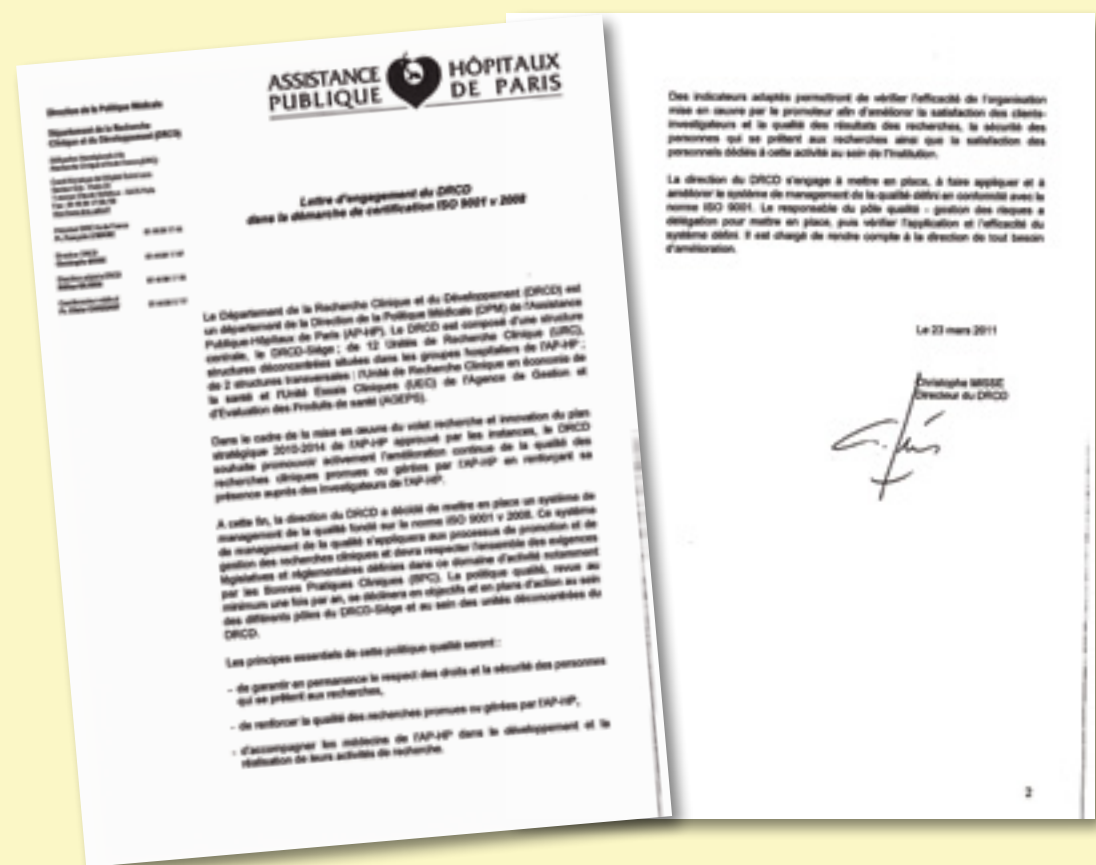 ASSISTANCE PUBLIQUE HÔPITAUX DE PARIS
Direction de la Politique Médicale
Département de la Recherche
Clinique et du Développement (DRCD)
Lettre d'engagement du DRCD
dans la démarche de certification ISO 9001 v 2008
Le Département de la Recherche Clinique et du Développement (DRCD) est
un département de la Direction de la Politique Médicale (DPM) de l'Assistance
Publique-Hôpitaux de Paris (AP-HP). Le DRCD est composé d'une structure
centrale, le DRCD-Siège ; de 12 Unités de Recherche Clinique (URC),
structures déconcentrées situées dans les groupes hospitaliers de l'AP-HP ;
de 2 structures transversales : l'Unité de Recherche Clinique en économie de
la santé et l'Unité Essais Cliniques (UEC) de l'Agence de Gestion et
d'Evaluation des Produits de santé (AGEPS).
Dans le cadre de la mise en œuvre du volet recherche et innovation du plan
stratégique 2010-2014 de l'AP-HP approuvé par les instances, le DRCD
souhaite promouvoir activement l'amélioration continue de la qualité des
recherches cliniques promues ou gérées par l'AP-HP en renforçant sa
présence auprès des investigateurs de l'AP-HP.
A cette fin, la direction du DRCD a décidé de mettre en place un système de
management de la qualité fondé sur la norme ISO 9001 v 2008. Ce système
de management de la qualité s'appliquera aux processus de promotion et de
gestion des recherches cliniques et devra respecter l'ensemble des exigences
législatives et réglementaires définies dans ce domaine d'activité notamment
par les Bonnes Pratiques Cliniques (BPC). La politique qualité, revue au
minimum une fois par an, se déclinera en objectifs et en plans d'action au sein
des différents pôles du DRCD-Siège et au sein des unités déconcentrées du
DRCD.
Les principes essentiels de cette politique qualité seront :
- de garantir en permanence le respect des droits et la sécurité des personnes
qui se prêtent aux recherches,
- de renforcer la qualité des recherches promues ou gérées par l'AP-HP,
- d'accompagner les médecins de l'AP-HP dans le développement et la
réalisation de leurs activités de recherche.
Des indicateurs adaptés permettront de vérifier l'efficacité de l'organisation
mise en œuvre par le promoteur afin d'améliorer la satisfaction des clients-
investigateurs et la qualité des résultats des recherches, la sécurité des
personnes qui se prêtent aux recherches ainsi que la satisfaction des
personnels dédiés à cette activité au sein de l'Institution.
La direction du DRCD s'engage à mettre en place, à faire appliquer et à
améliorer le système de management de la qualité défini en conformité avec la
norme ISO 9001. Le responsable du pôle qualité - gestion des risques a
délégation pour mettre en place, puis vérifier l'application et l'efficacité du
système défini. Il est chargé de rendre compte à la direction de tout besoin
d'amélioration.
Le 23 mars 2011
Christophe MISSE
Directeur du DRCD
2